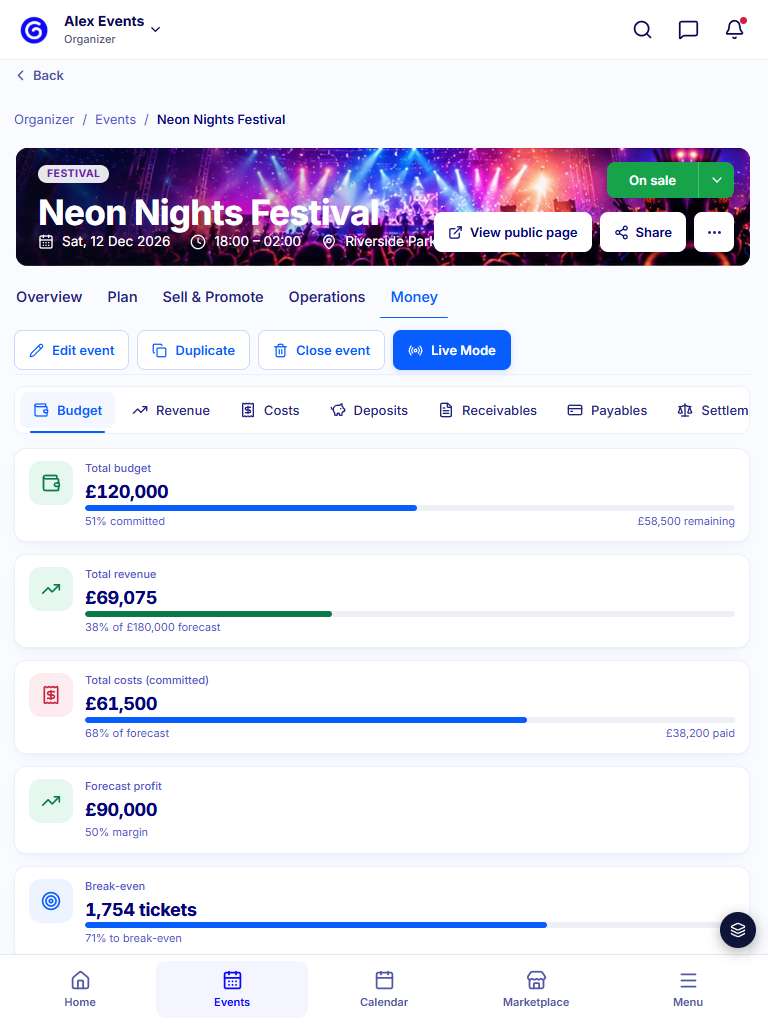 Alex Events
Organizer
Back
Organizer / Events / Neon Nights Festival
FESTIVAL
On sale
Neon Nights Festival
Sat, 12 Dec 2026 18:00 – 02:00 Riverside Park
View public page
Share
Overview Plan Sell & Promote Operations Money
Edit event Duplicate Close event Live Mode
Budget Revenue Costs Deposits Receivables Payables Settlem
Total budget
£120,000
51% committed £58,500 remaining
Total revenue
£69,075
38% of £180,000 forecast
Total costs (committed)
£61,500
68% of forecast £38,200 paid
Forecast profit
£90,000
50% margin
Break-even
1,754 tickets
71% to break-even
Home Events Calendar Marketplace Menu